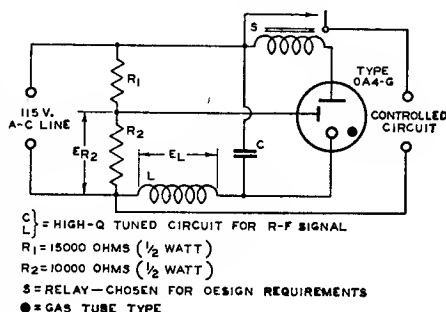 S
TYPE
OA4-G
R1
115 V.
A-C LINE
ER2
R2
EL
L
C
CONTROLLED
CIRCUIT
C
L } = HIGH-Q TUNED CIRCUIT FOR R-F SIGNAL
R1 = 15000 OHMS (1/2 WATT)
R2 = 10000 OHMS (1/2 WATT)
S = RELAY — CHOSEN FOR DESIGN REQUIREMENTS
● = GAS TUBE TYPE